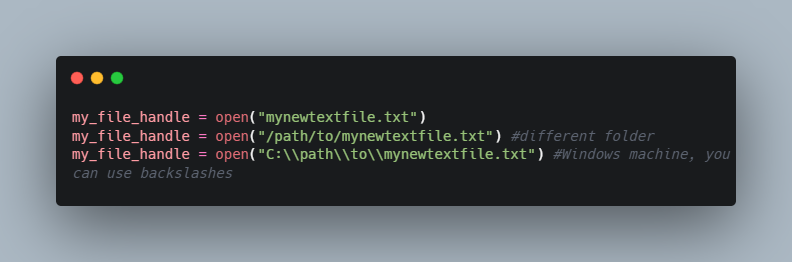 my_file_handle = open("mynewtextfile.txt")
my_file_handle = open("/path/to/mynewtextfile.txt") #different folder
my_file_handle = open("C:\\path\\to\\mynewtextfile.txt") #Windows machine, you
can use backslashes